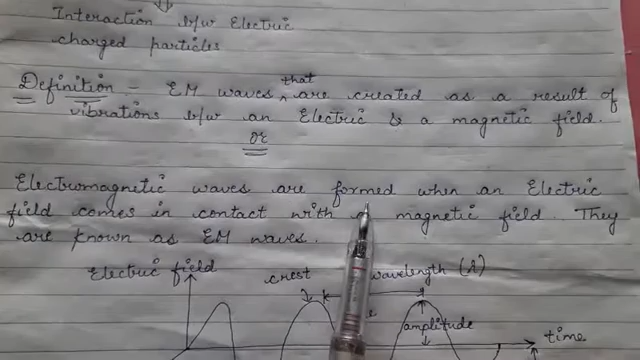 Interaction b/w Electric
charged particles
Definition - EM waves that are created as a result of
vibrations b/w an Electric & a magnetic field.
or
Electromagnetic waves are formed when an Electric
field comes in contact with a magnetic field. They
are known as EM waves.
Electric field crest wavelength (λ)
amplitude
time